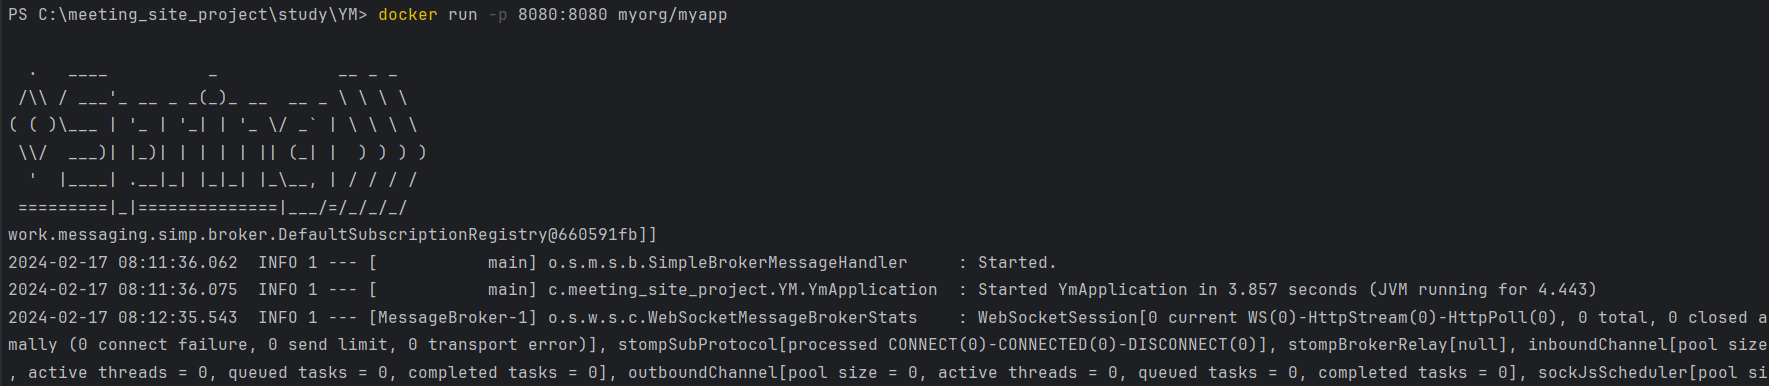 PS C:\meeting_site_project\study\YM> docker run -p 8080:8080 myorg/myapp
  .   ____          _            __ _ _
 /\\ / ___'_ __ _ _(_)_ __  __ _ \ \ \ \
( ( )\___ | '_ | '_| | '_ \/ _` | \ \ \ \
 \\/  ___)| |_)| | | | | || (_| |  ) ) ) )
  '  |____| .__|_| |_|_| |_\__, | / / / /
 =========|_|==============|___/=/_/_/_/
work.messaging.simp.broker.DefaultSubscriptionRegistry@660591fb]]
2024-02-17 08:11:36.062  INFO 1 --- [           main] o.s.m.s.b.SimpleBrokerMessageHandler     : Started.
2024-02-17 08:11:36.075  INFO 1 --- [           main] c.meeting_site_project.YM.YmApplication  : Started YmApplication in 3.857 seconds (JVM running for 4.443)
2024-02-17 08:12:35.543  INFO 1 --- [MessageBroker-1] o.s.w.s.c.WebSocketMessageBrokerStats    : WebSocketSession[0 current WS(0)-HttpStream(0)-HttpPoll(0), 0 total, 0 closed a
mally (0 connect failure, 0 send limit, 0 transport error)], stompSubProtocol[processed CONNECT(0)-CONNECTED(0)-DISCONNECT(0)], stompBrokerRelay[null], inboundChannel[pool size
, active threads = 0, queued tasks = 0, completed tasks = 0], outboundChannel[pool size = 0, active threads = 0, queued tasks = 0, completed tasks = 0], sockJsScheduler[pool si